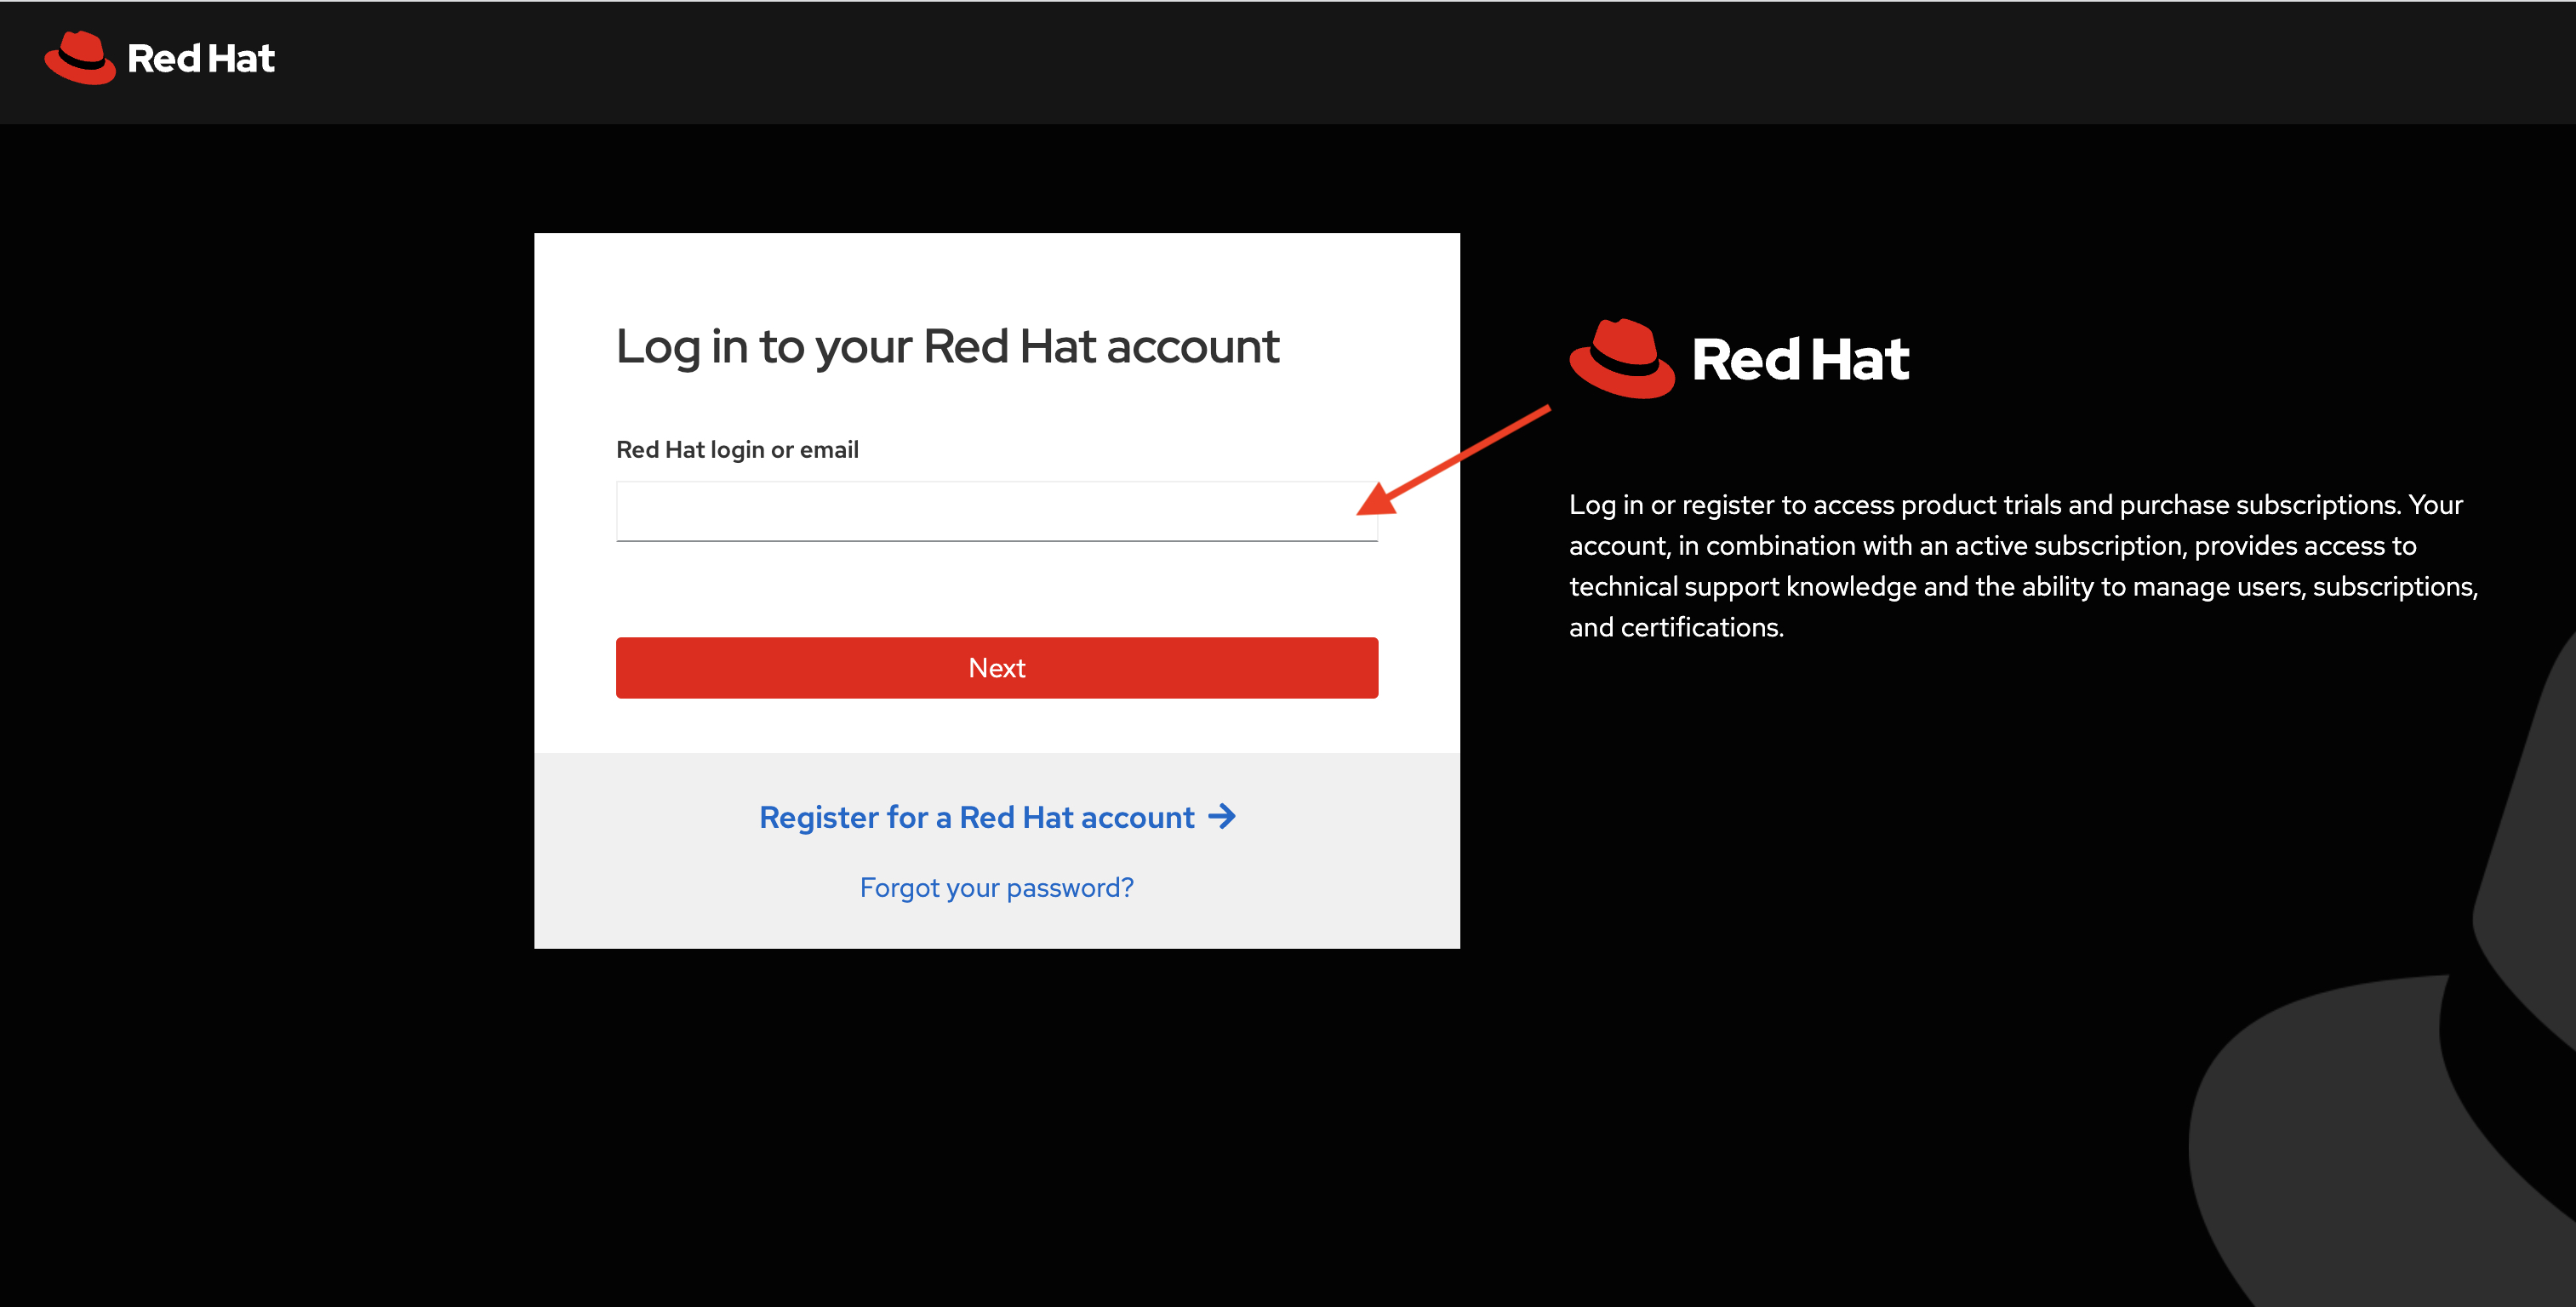 Red Hat
Log in to your Red Hat account
Red Hat login or email
Next
Register for a Red Hat account →
Forgot your password?
Red Hat
Log in or register to access product trials and purchase subscriptions. Your
account, in combination with an active subscription, provides access to
technical support knowledge and the ability to manage users, subscriptions,
and certifications.